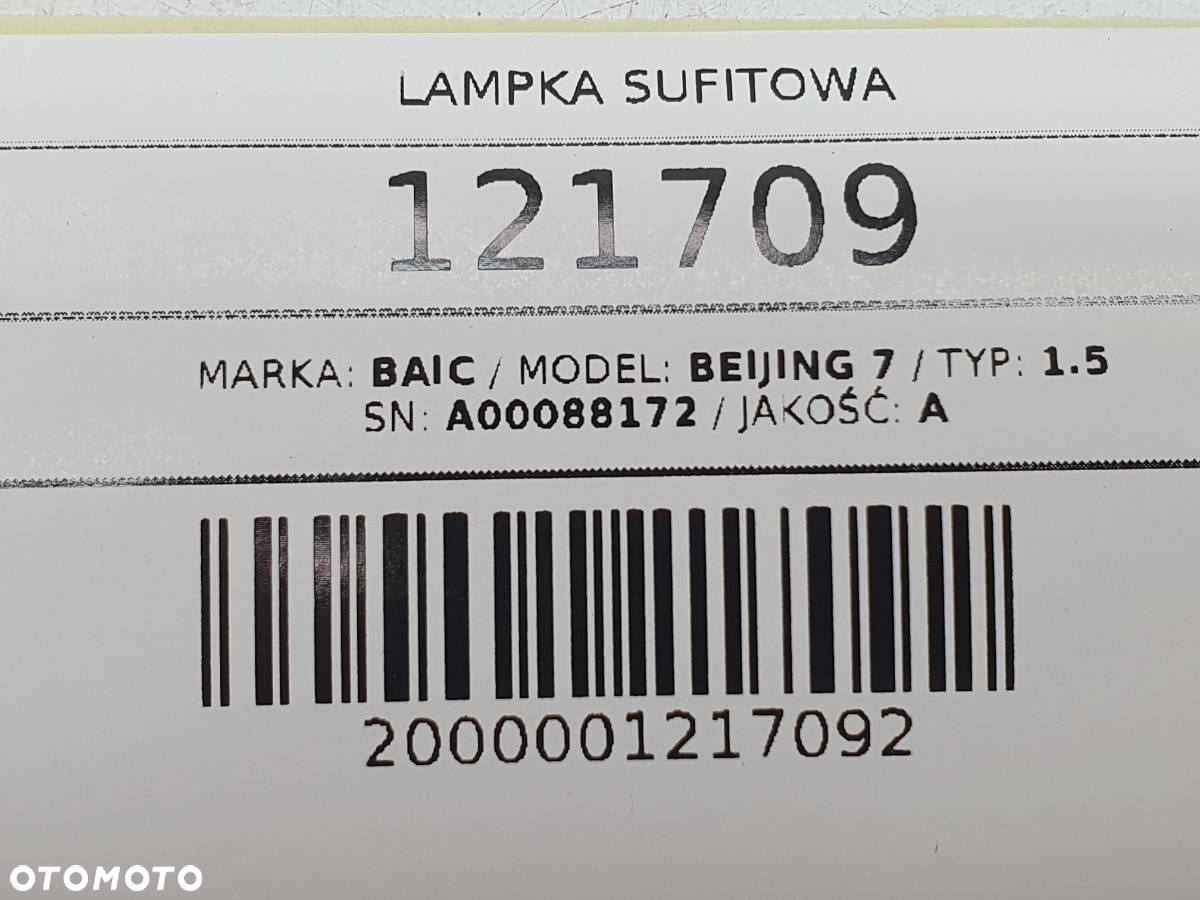 LAMPKA SUFITOWA
121709
MARKA: BAIC / MODEL: BEIJING 7 / TYP: 1.5
SN: A00088172 / JAKOŚĆ: A
2000001217092
OTOMOTO